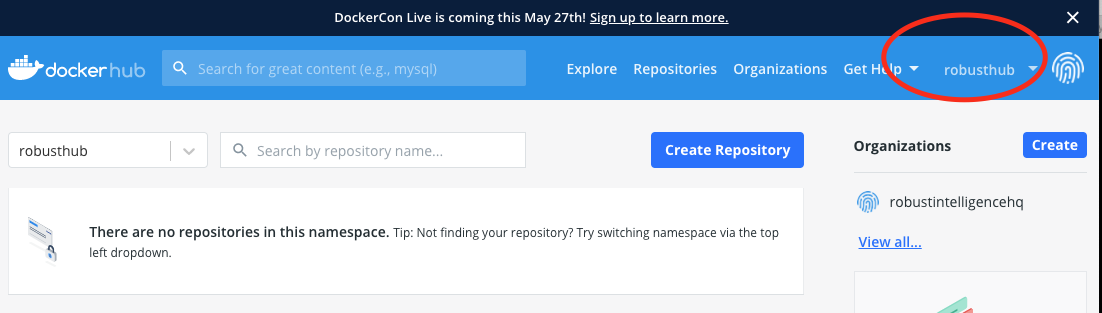 DockerCon Live is coming this May 27th! Sign up to learn more.
dockerhub
Search for great content (e.g., mysql)
Explore
Repositories
Organizations
Get Help
robusthub
robusthub
Search by repository name...
Create Repository
There are no repositories in this namespace. Tip: Not finding your repository? Try switching namespace via the top
left dropdown.
Organizations
Create
robustintelligencehq
View all...